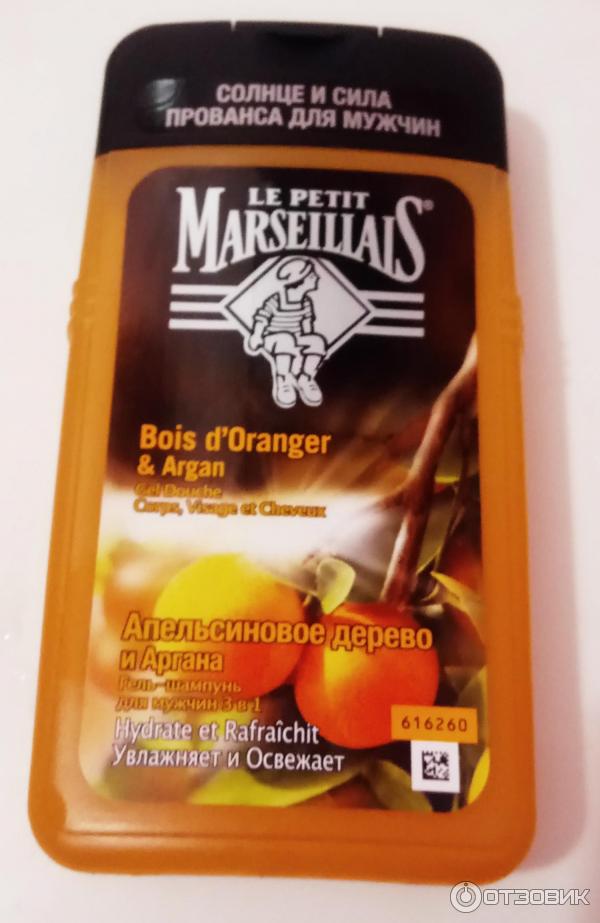 СОЛНЦЕ И СИЛА
ПРОВАНСА ДЛЯ МУЖЧИН
LE PETIT
MARSEILLAIS®
Bois d'Oranger
& Argan
Gel Douche
Corps, Visage et Cheveux
Апельсиновое дерево
и Аргана
Гель-шампунь
для мужчин 3 в 1
616260
Hydrate et Rafraîchit
Увлажняет и Освежает
ОТЗОВИК